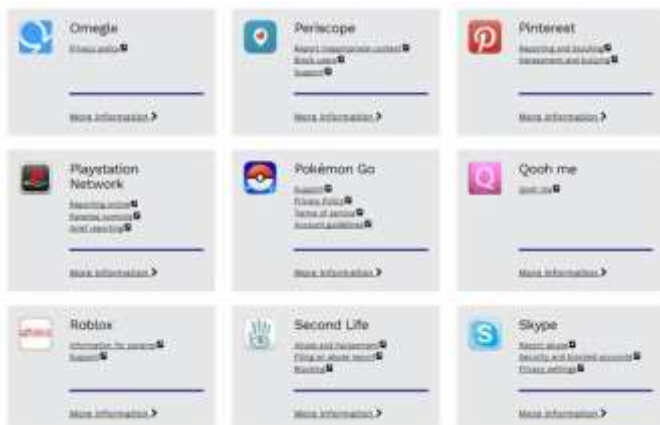 Omegle
Privacy policy
More information
Periscope
Report inappropriate content
Block users
Support
More information
Pinterest
Reporting and blocking
Harassment and bullying
More information
Playstation
Network
Reporting online
Parental controls
Grief reporting
More information
Pokémon Go
Support
Privacy Policy
Terms of service
Account guidelines
More information
Qooh me
Qooh me
More information
Roblox
Information for parents
Support
More information
Second Life
Abuse and harassment
Filing an abuse report
Blocking
More information
Skype
Report abuse
Security and blocked accounts
Privacy settings
More information